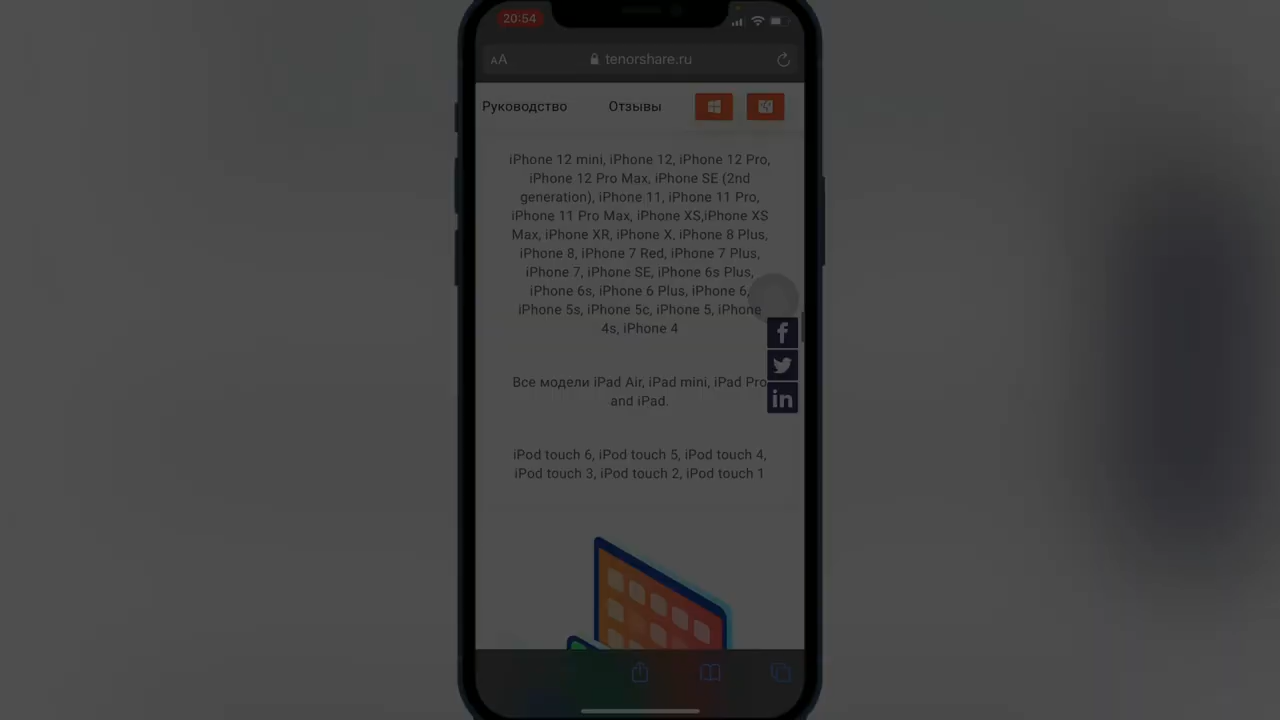 20:54
AA tenorshare.ru
Руководство Отзывы
iPhone 12 mini, iPhone 12, iPhone 12 Pro,
iPhone 12 Pro Max, iPhone SE (2nd
generation), iPhone 11, iPhone 11 Pro,
iPhone 11 Pro Max, iPhone XS,iPhone XS
Max, iPhone XR, iPhone X, iPhone 8 Plus,
iPhone 8, iPhone 7 Red, iPhone 7 Plus,
iPhone 7, iPhone SE, iPhone 6s Plus,
iPhone 6s, iPhone 6 Plus, iPhone 6,
iPhone 5s, iPhone 5c, iPhone 5, iPhone
4s, iPhone 4
Все модели iPad Air, iPad mini, iPad Pro
and iPad.
iPod touch 6, iPod touch 5, iPod touch 4,
iPod touch 3, iPod touch 2, iPod touch 1